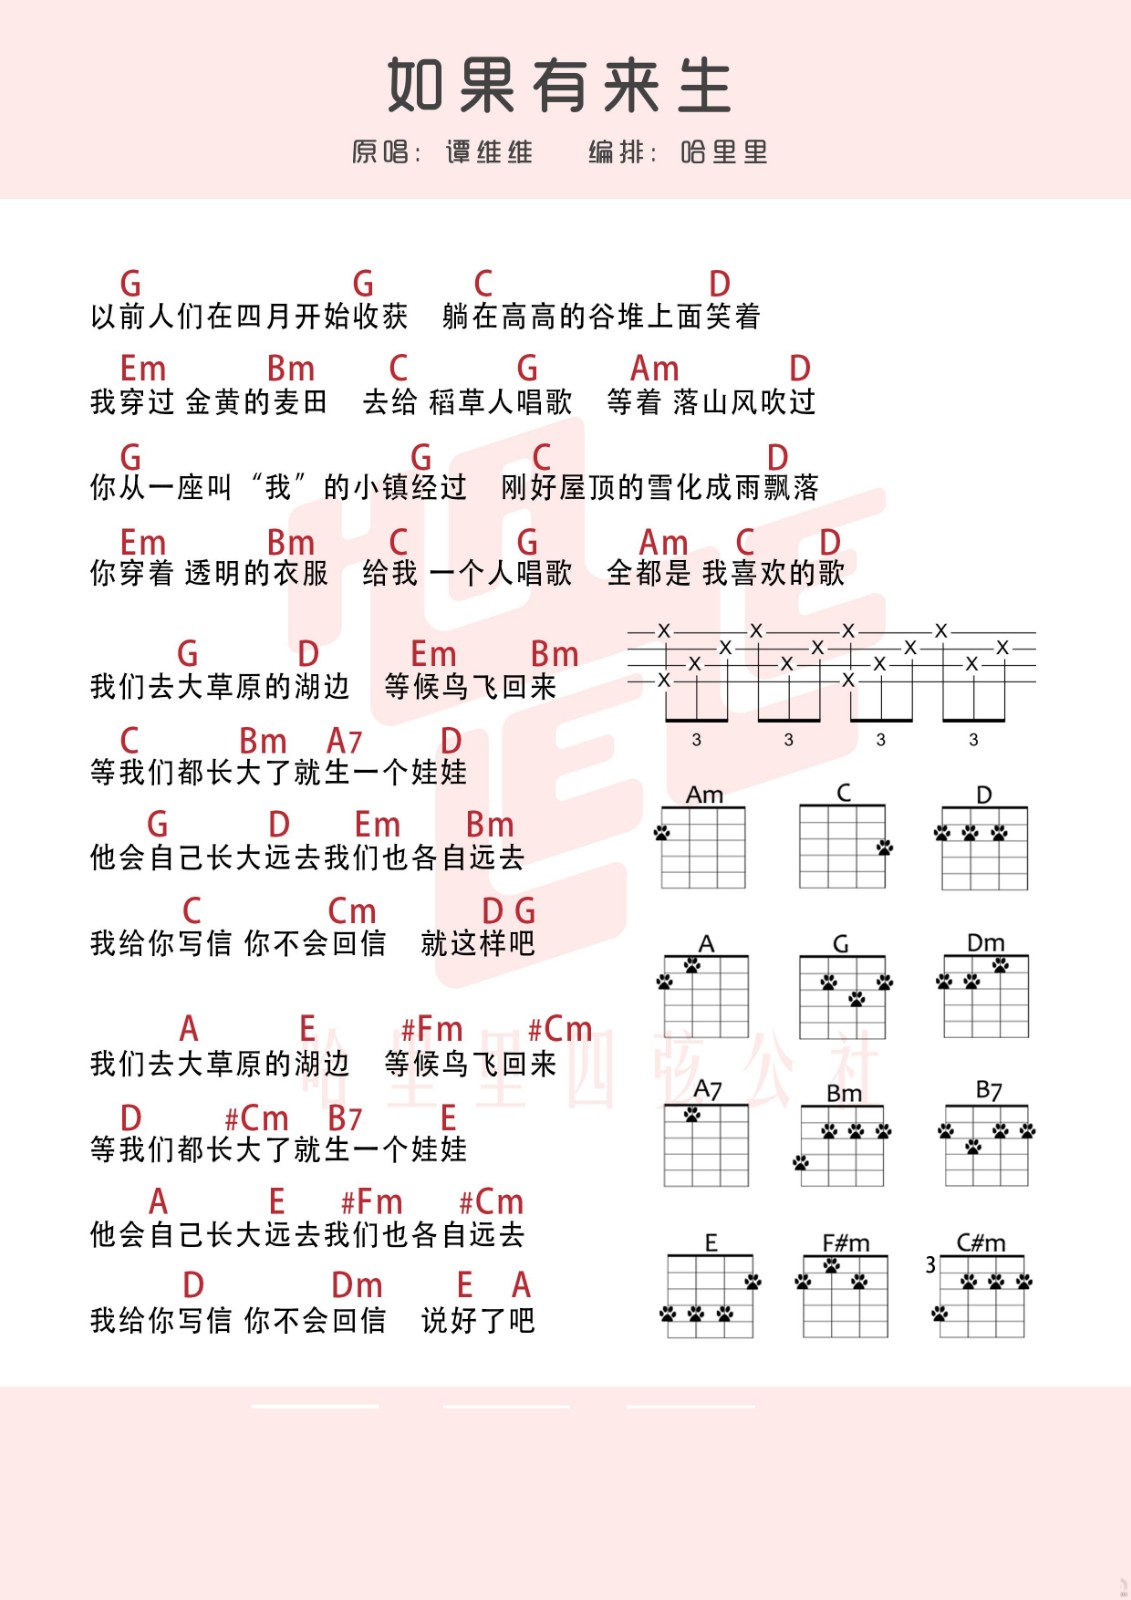 如果有来生
原唱：谭维维 编排：哈里里
G G C D
以前人们在四月开始收获 躺在高高的谷堆上面笑着
Em Bm C G Am D
我穿过 金黄的麦田 去给 稻草人唱歌 等着 落山风吹过
G G C D
你从一座叫“我”的小镇经过 刚好屋顶的雪化成雨飘落
Em Bm C G Am C D
你穿着 透明的衣服 给我 一个人唱歌 全都是 我喜欢的歌
G D Em Bm
我们去大草原的湖边 等候鸟飞回来
C Bm A7 D
等我们都长大了就生一个娃娃
G D Em Bm
他会自己长大远去我们也各自远去
C Cm D G
我给你写信 你不会回信 就这样吧
A E #Fm #Cm
我们去大草原的湖边 等候鸟飞回来
D #Cm B7 E
等我们都长大了就生一个娃娃
A E #Fm #Cm
他会自己长大远去我们也各自远去
D Dm E A
我给你写信 你不会回信 说好了吧
X X X X
X X X X
X X X X
X X
3 3 3 3
Am C D
A G Dm
A7 Bm B7
E F#m C#m
3
HALELE
哈里里四弦公社